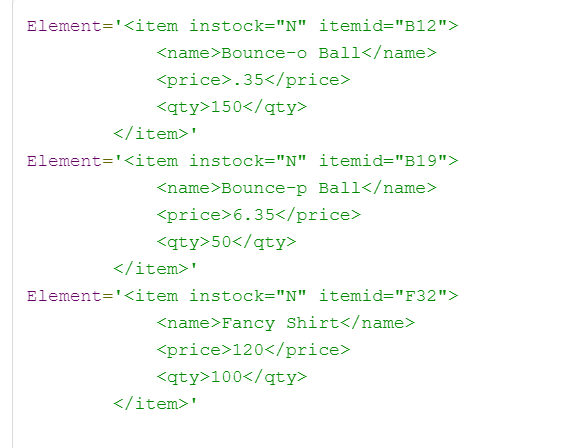 Element='<item instock="N" itemid="B12">
<name>Bounce-o Ball</name>
<price>.35</price>
<qty>150</qty>
</item>'
Element='<item instock="N" itemid="B19">
<name>Bounce-p Ball</name>
<price>6.35</price>
<qty>50</qty>
</item>'
Element='<item instock="N" itemid="F32">
<name>Fancy Shirt</name>
<price>120</price>
<qty>100</qty>
</item>'